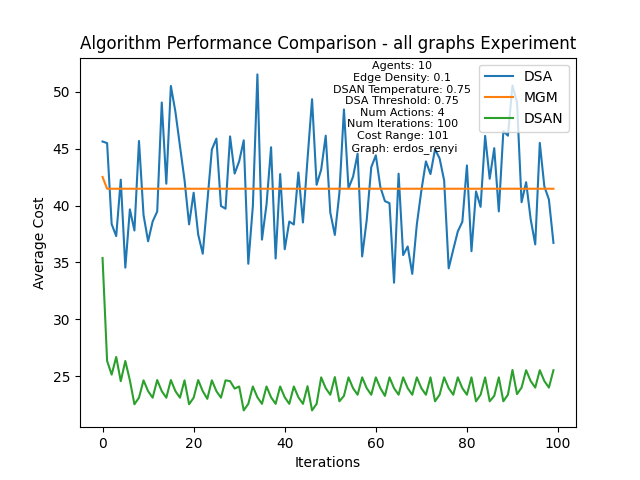 Algorithm Performance Comparison - all graphs Experiment
Agents: 10
Edge Density: 0.1
DSAN Temperature: 0.75
DSA Threshold: 0.75
Num Actions: 4
Num Iterations: 100
Cost Range: 101
Graph: erdos_renyi
DSA
MGM
DSAN
50
45
40
35
30
25
Average Cost
0 20 40 60 80 100
Iterations